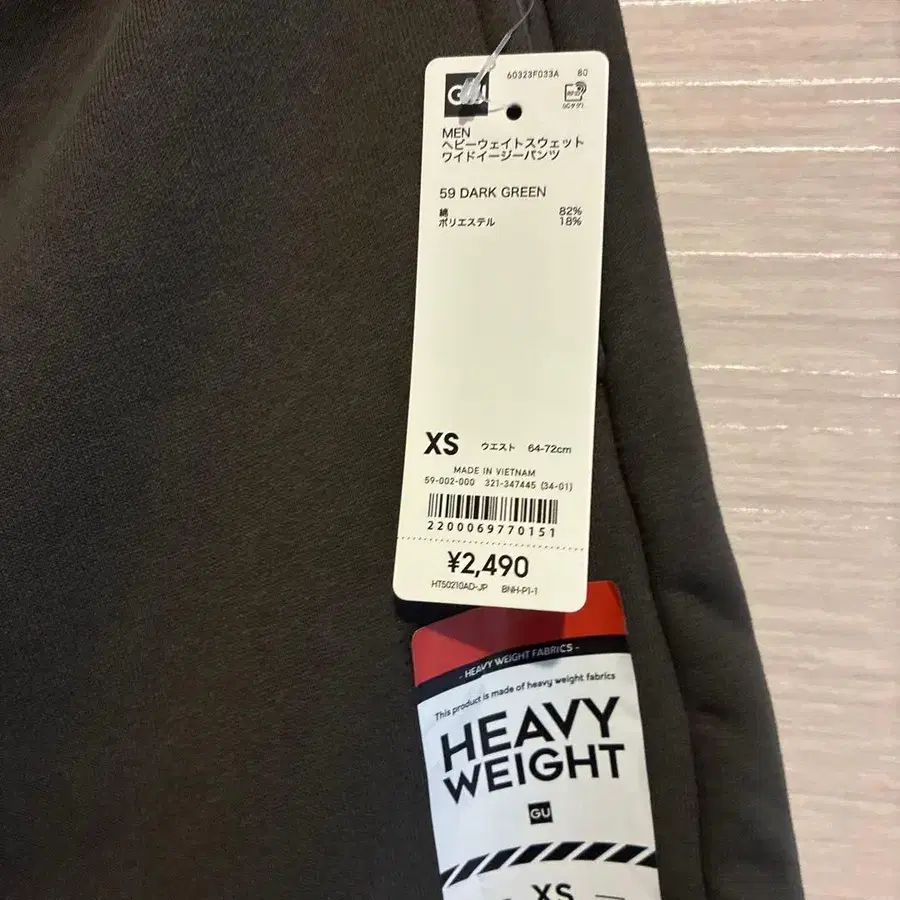 60323F033A 80
GU
MEN
ヘビーウェイトスウェット
ワイドイージーパンツ
59 DARK GREEN
綿 82%
ポリエステル 18%
XS ウエスト 64-72cm
MADE IN VIETNAM
59-002-000 321-347445 (34-01)
2200069770151
¥2,490
HT50210AD-JP BNH-P1-1
- HEAVY WEIGHT FABRICS -
This product is made of heavy weight fabrics
HEAVY
WEIGHT
GU
XS